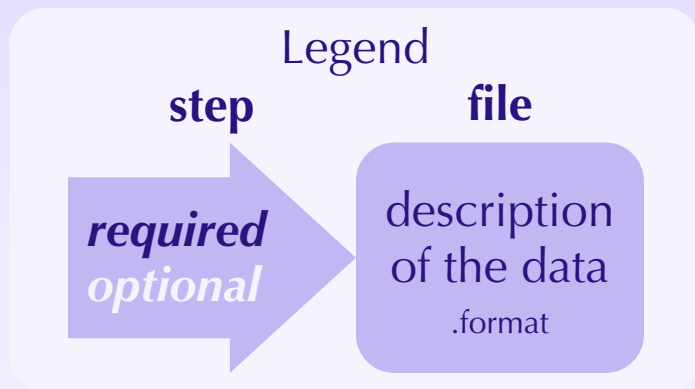 Legend
step
file
required
optional
description
of the data
.format